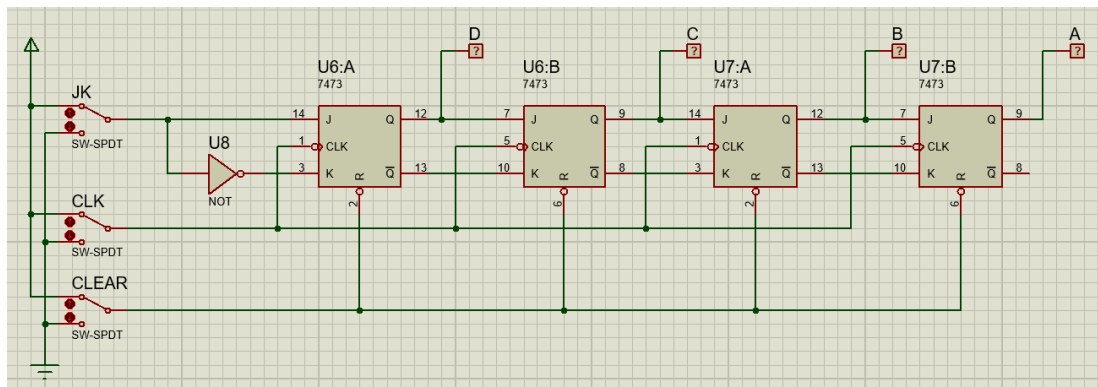 D
C
B
A
U6:A
7473
U6:B
7473
U7:A
7473
U7:B
7473
JK
SW-SPDT
14 J Q 12
1 CLK
3 K Q 13
R
2
7 J Q 9
5 CLK
10 K Q 8
R
6
14 J Q 12
1 CLK
3 K Q 13
R
2
7 J Q 9
5 CLK
10 K Q 8
R
6
U8
NOT
CLK
SW-SPDT
CLEAR
SW-SPDT
?
?
?
?